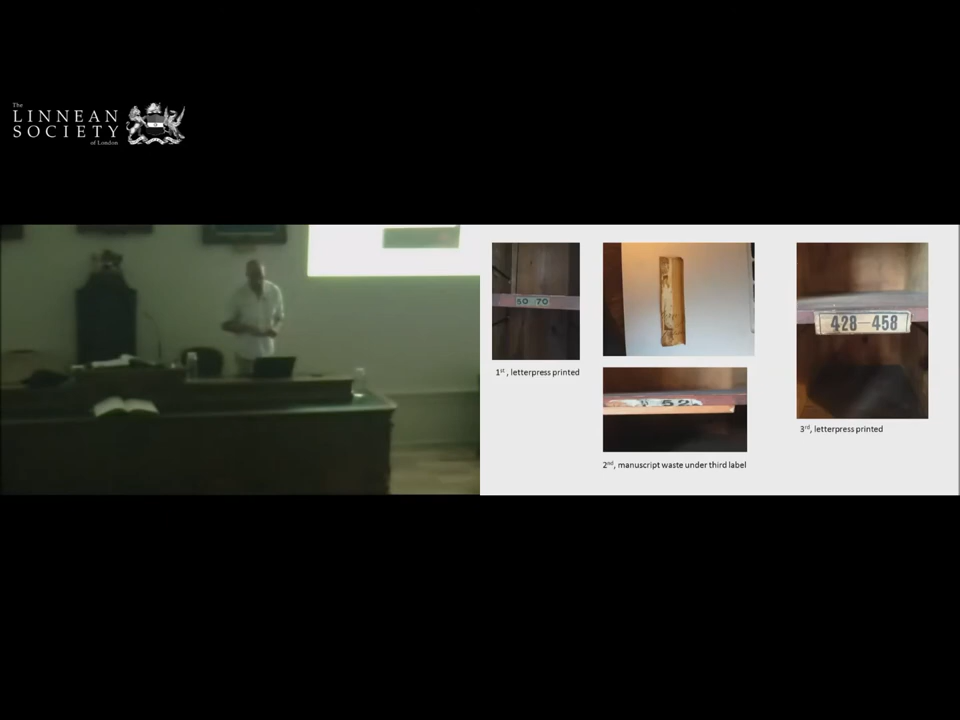 The
LINNEAN
SOCIETY
of London
50 70
1st, letterpress printed
52
2nd, manuscript waste under third label
428–458
3rd, letterpress printed